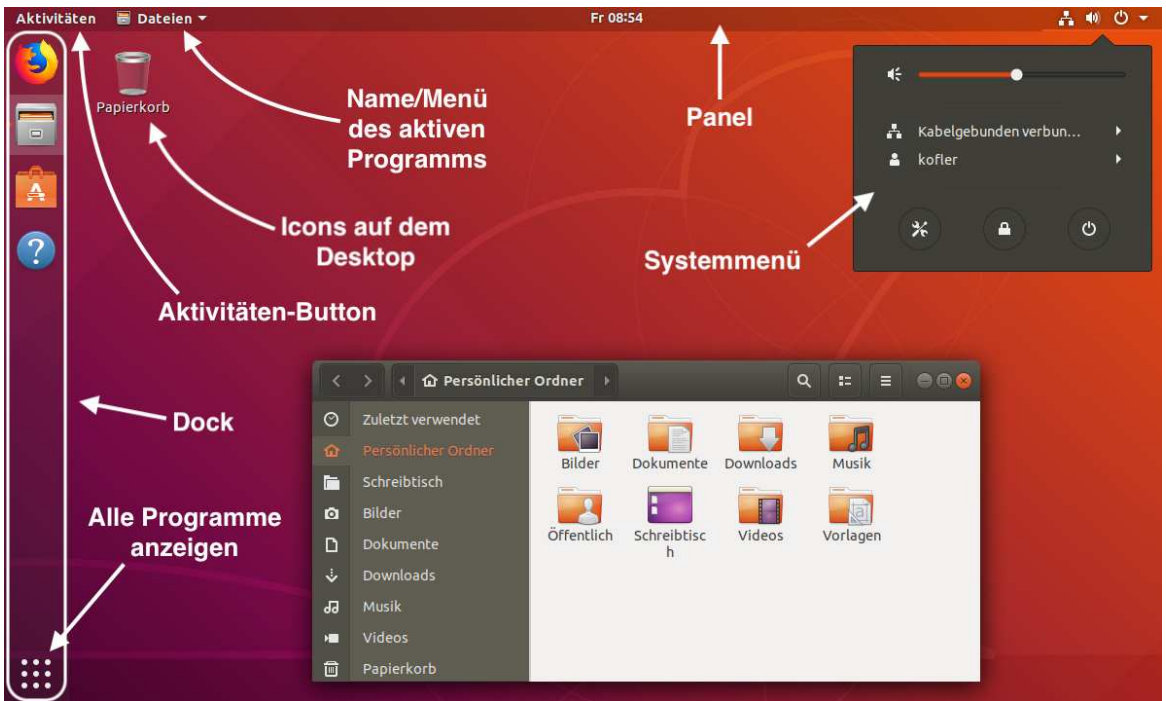 Aktivitäten Dateien Fr 08:54
Papierkorb
Name/Menü
des aktiven
Programms
Panel
Kabelgebunden verbun...
kofler
Icons auf dem
Desktop
Systemmenü
Aktivitäten-Button
Dock
Alle Programme
anzeigen
Persönlicher Ordner
Zuletzt verwendet
Persönlicher Ordner
Schreibtisch
Bilder
Dokumente
Downloads
Musik
Videos
Papierkorb
Bilder Dokumente Downloads Musik
Öffentlich Schreibtisc Videos Vorlagen
h